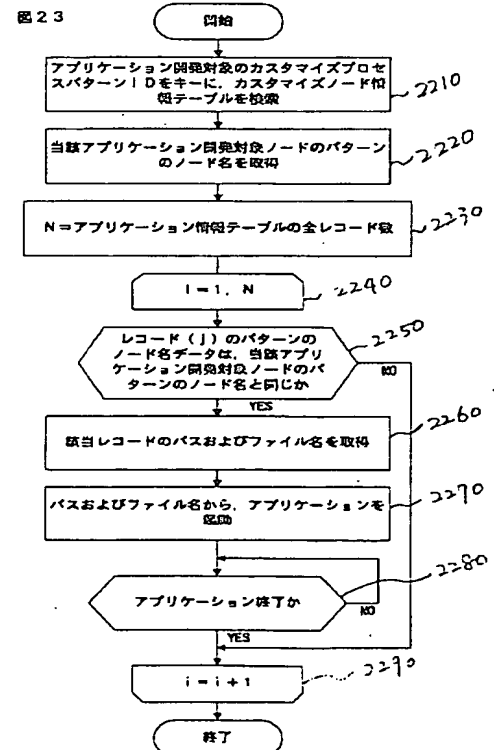 図23
開始
アプリケーション開発対象のカスタマイズプロセ
スパターンIDをキーに、カスタマイズノード情
報テーブルを検索
2210
当該アプリケーション開発対象ノードのパターン
のノード名を取得
2220
N=アプリケーション情報テーブルの全レコード数
2230
I=1, N
2240
レコード(j)のパターンの
ノード名データは、当該アプリ
ケーション開発対象ノードのパ
ターンのノード名と同じか
2250
NO
YES
該当レコードのパスおよびファイル名を取得
2260
パスおよびファイル名から、アプリケーションを
起動
2270
アプリケーション終了か
2280
NO
YES
i=i+1
2290
終了